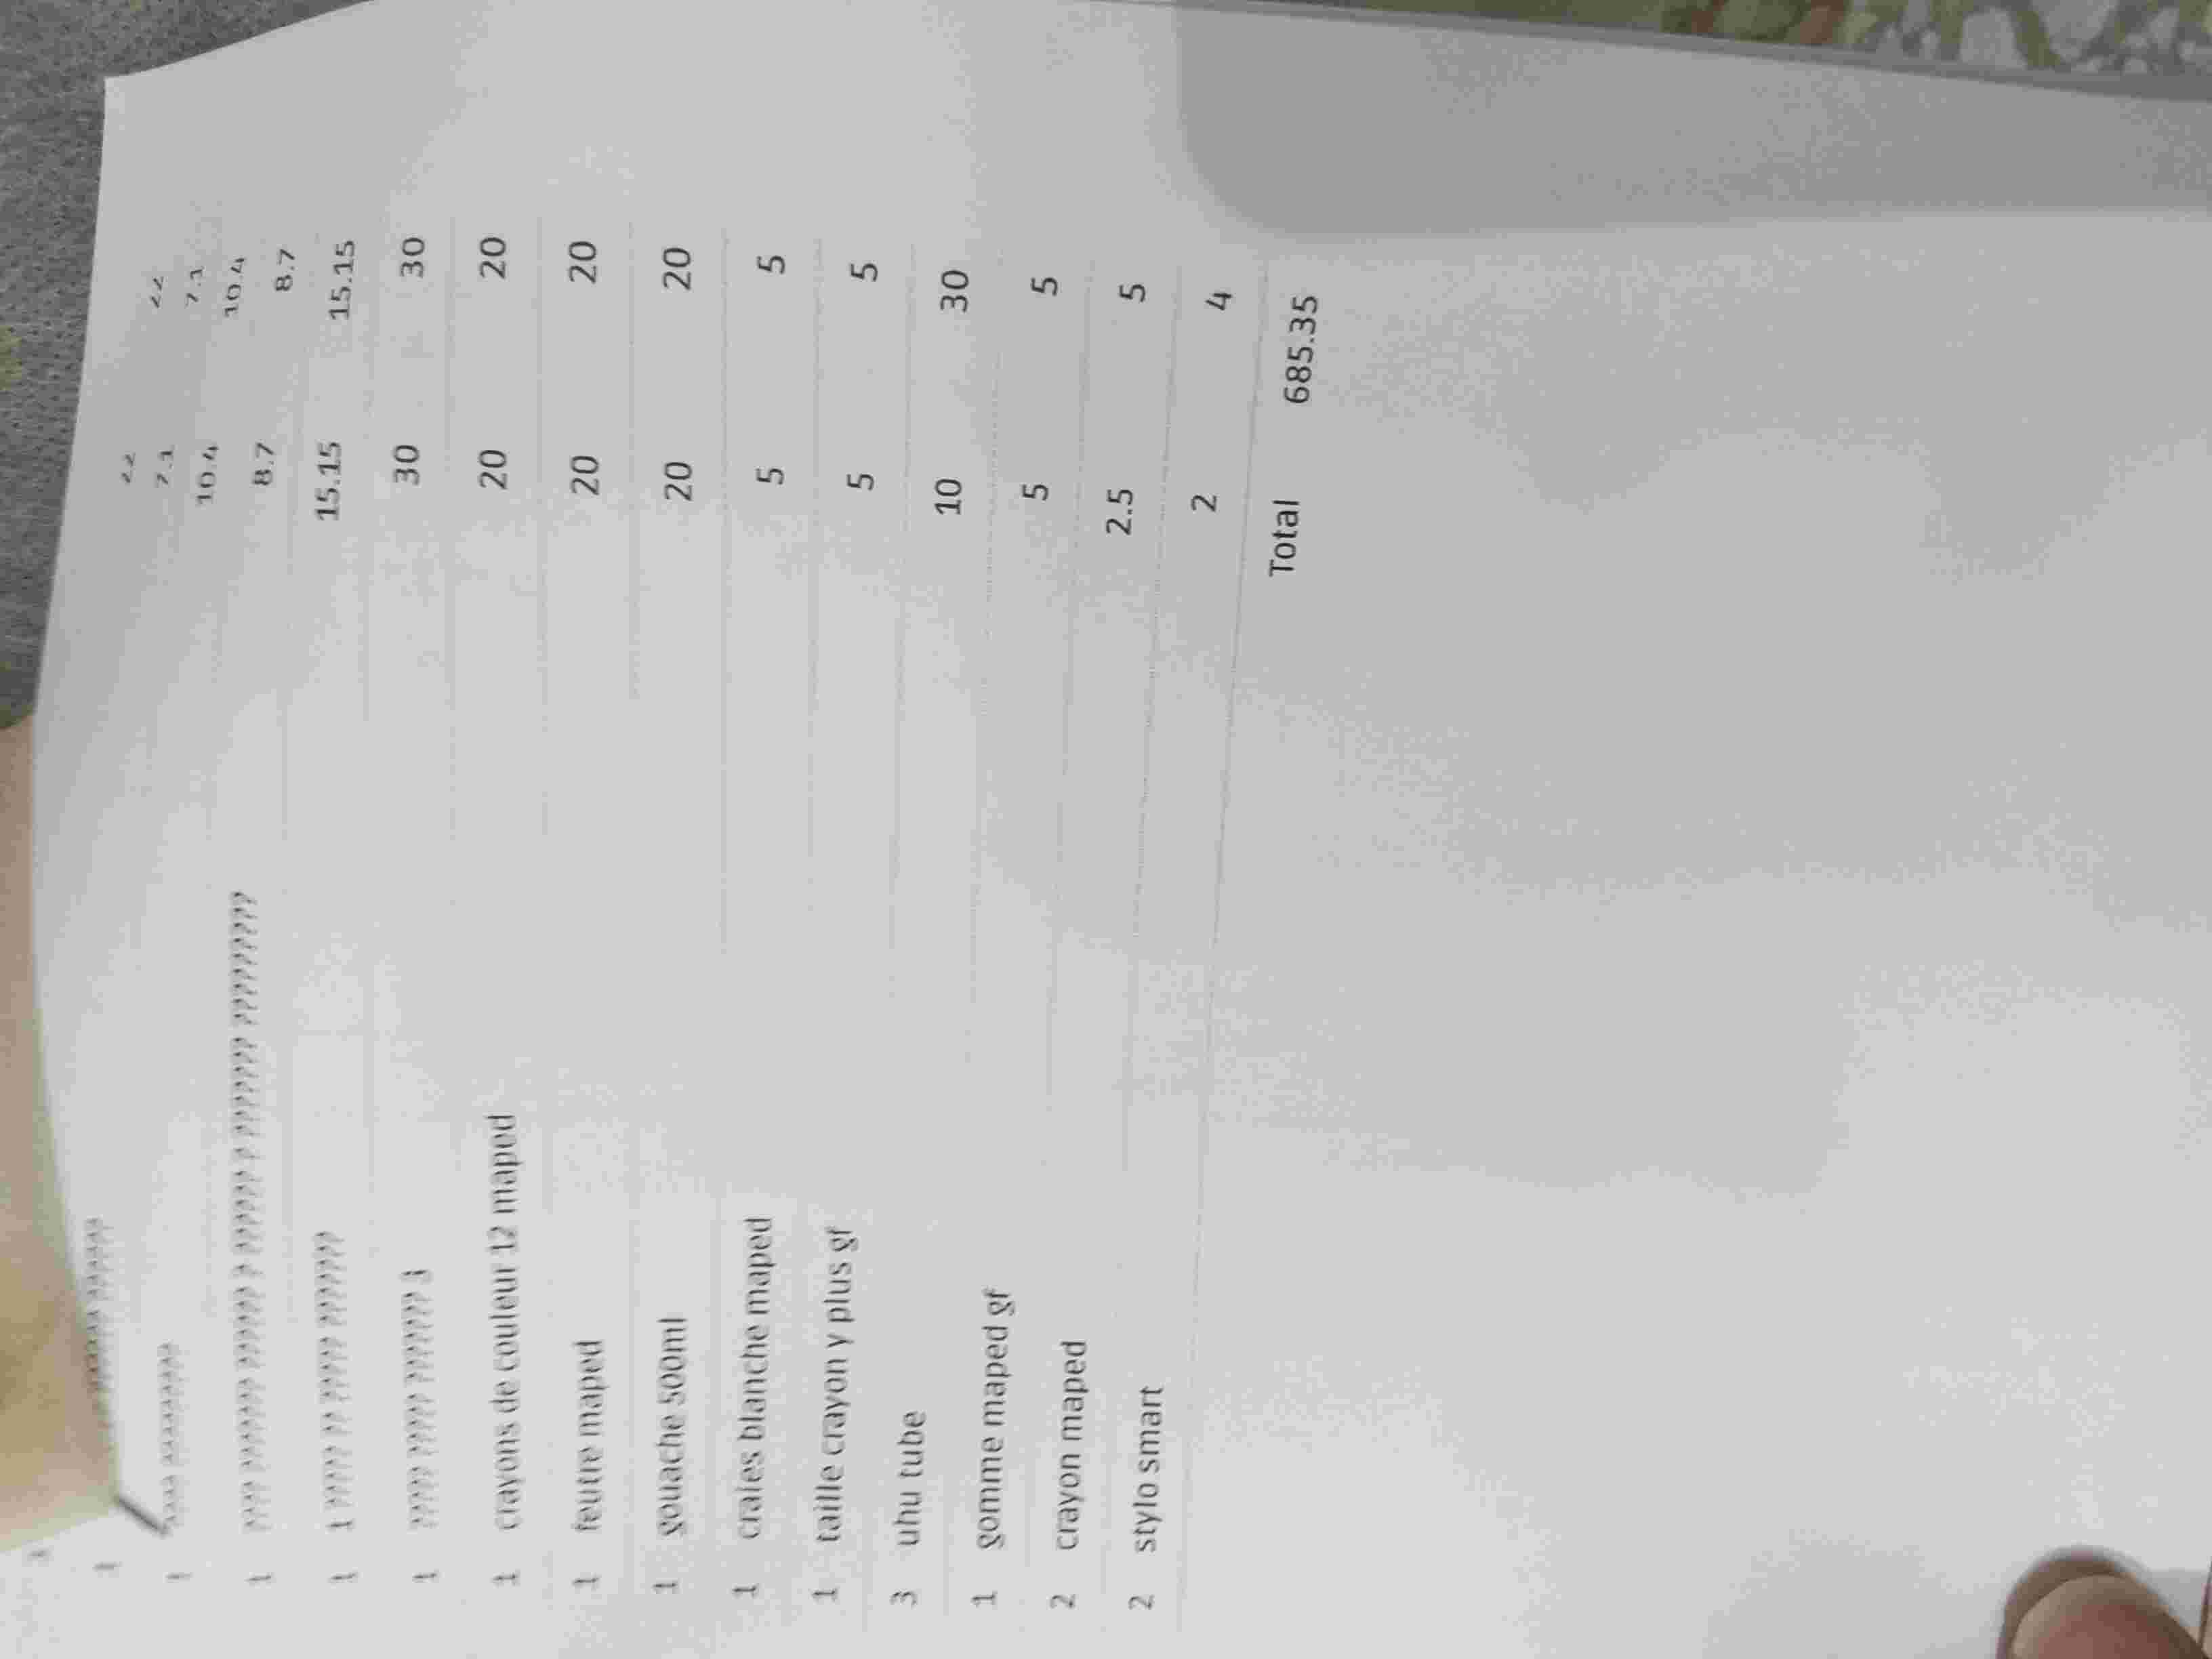 22 22
7.1 7.1
1 ???? ???????? 10.4 10.4
1 ???? ??????? ?????? ? ??????? ? ??????? ????????? 8.7 8.7
1 1 ?????? ?? ????? ??????? 15.15 15.15
1 ????? ????? ??????? 3 30 30
1 crayons de couleur 12 maped 20 20
1 feutre maped 20 20
1 gouache 500ml 20 20
1 craies blanche maped 5 5
1 taille crayon y plus gf 5 5
3 uhu tube 10 30
1 gomme maped gf 5 5
2 crayon maped 2.5 5
2 stylo smart 2 4
Total 685.35